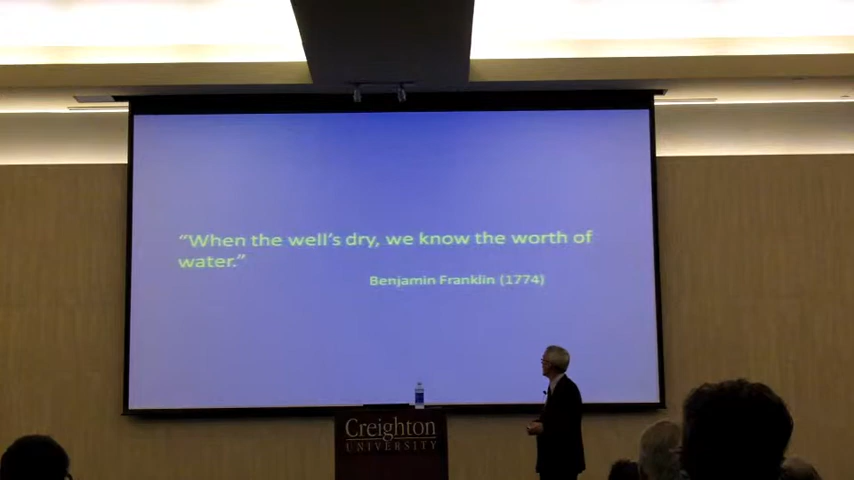 “When the well’s dry, we know the worth of
water.”
Benjamin Franklin (1774)
Creighton
UNIVERSITY